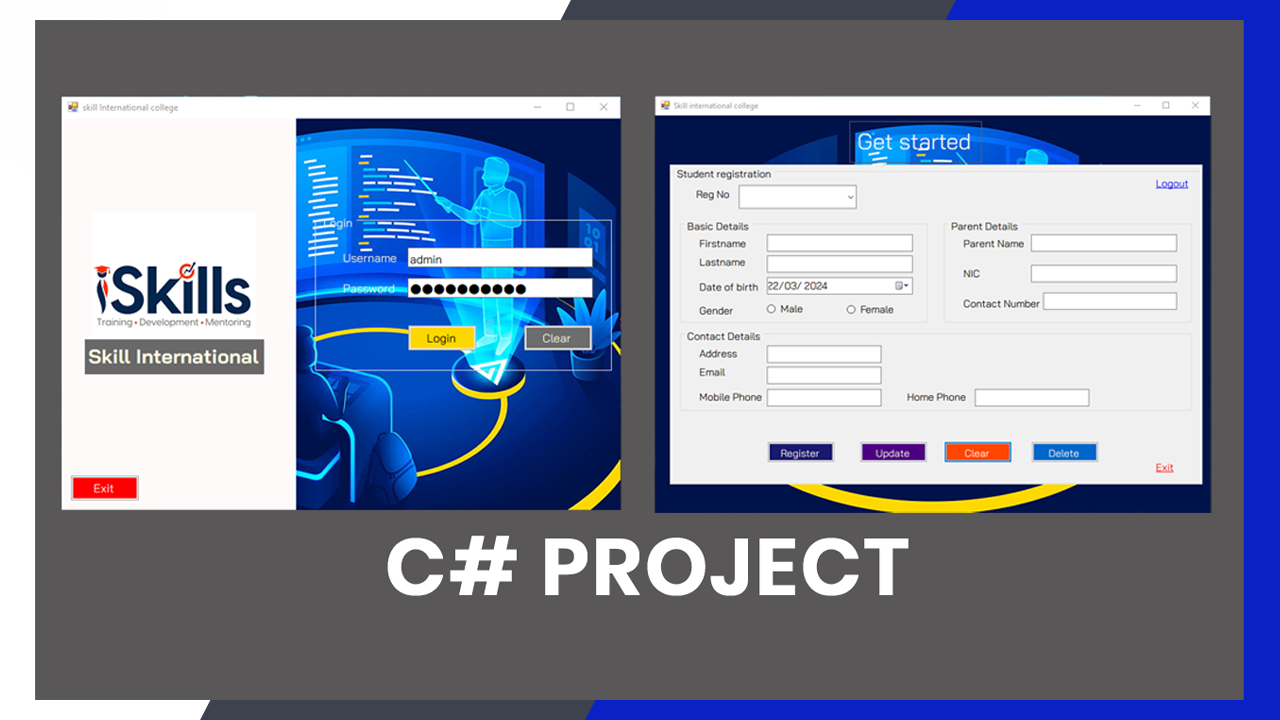 skill International college
Login
Username
admin
Password
Login
Clear
iSkills
Training • Development • Mentoring
Skill International
Exit
Skill international college
Get started
Student registration
Logout
Reg No
Basic Details
Firstname
Lastname
Date of birth
22/03/ 2024
Gender
Male
Female
Parent Details
Parent Name
NIC
Contact Number
Contact Details
Address
Email
Mobile Phone
Home Phone
Register
Update
Clear
Delete
Exit
C# PROJECT